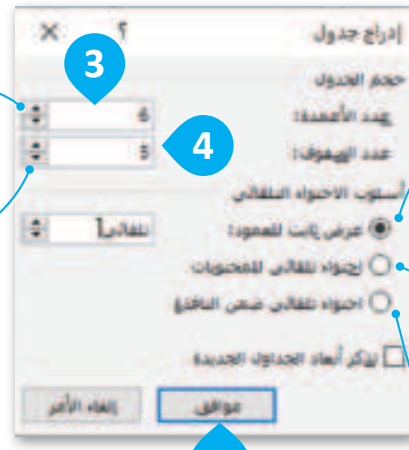 إدراج جدول ؟ ×
حجم الجدول
عدد الأعمدة: 6
3
عدد الصفوف:
4
أسلوب الاحتواء التلقائي
عرض ثابت للعمود: تلقائي
احتواء تلقائي للمحتويات
احتواء تلقائي ضمن النافذة
تذكر أبعاد الجداول الجديدة
موافق إلغاء الأمر